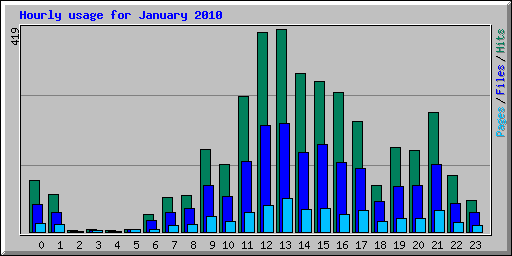 Hourly usage for January 2010
419
Pages/Files/Hits
0 1 2 3 4 5 6 7 8 9 10 11 12 13 14 15 16 17 18 19 20 21 22 23